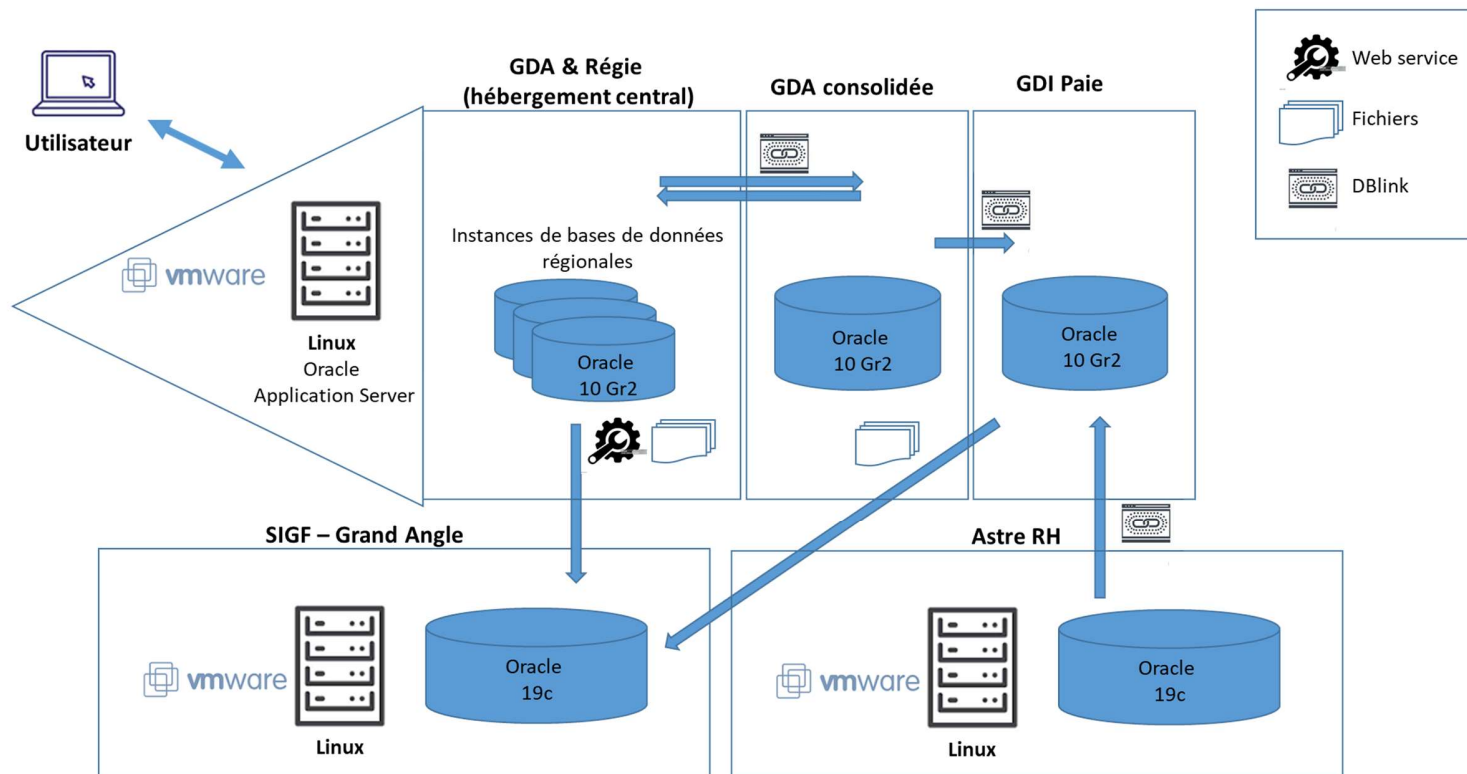 Utilisateur
GDA & Régie
(hébergement central)
GDA consolidée
GDI Paie
Web service
Fichiers
DBlink
Instances de bases de données
régionales
vmware
Linux
Oracle
Application Server
Oracle
10 Gr2
Oracle
10 Gr2
Oracle
10 Gr2
SIGF – Grand Angle
Astre RH
vmware
Linux
Oracle
19c
vmware
Linux
Oracle
19c